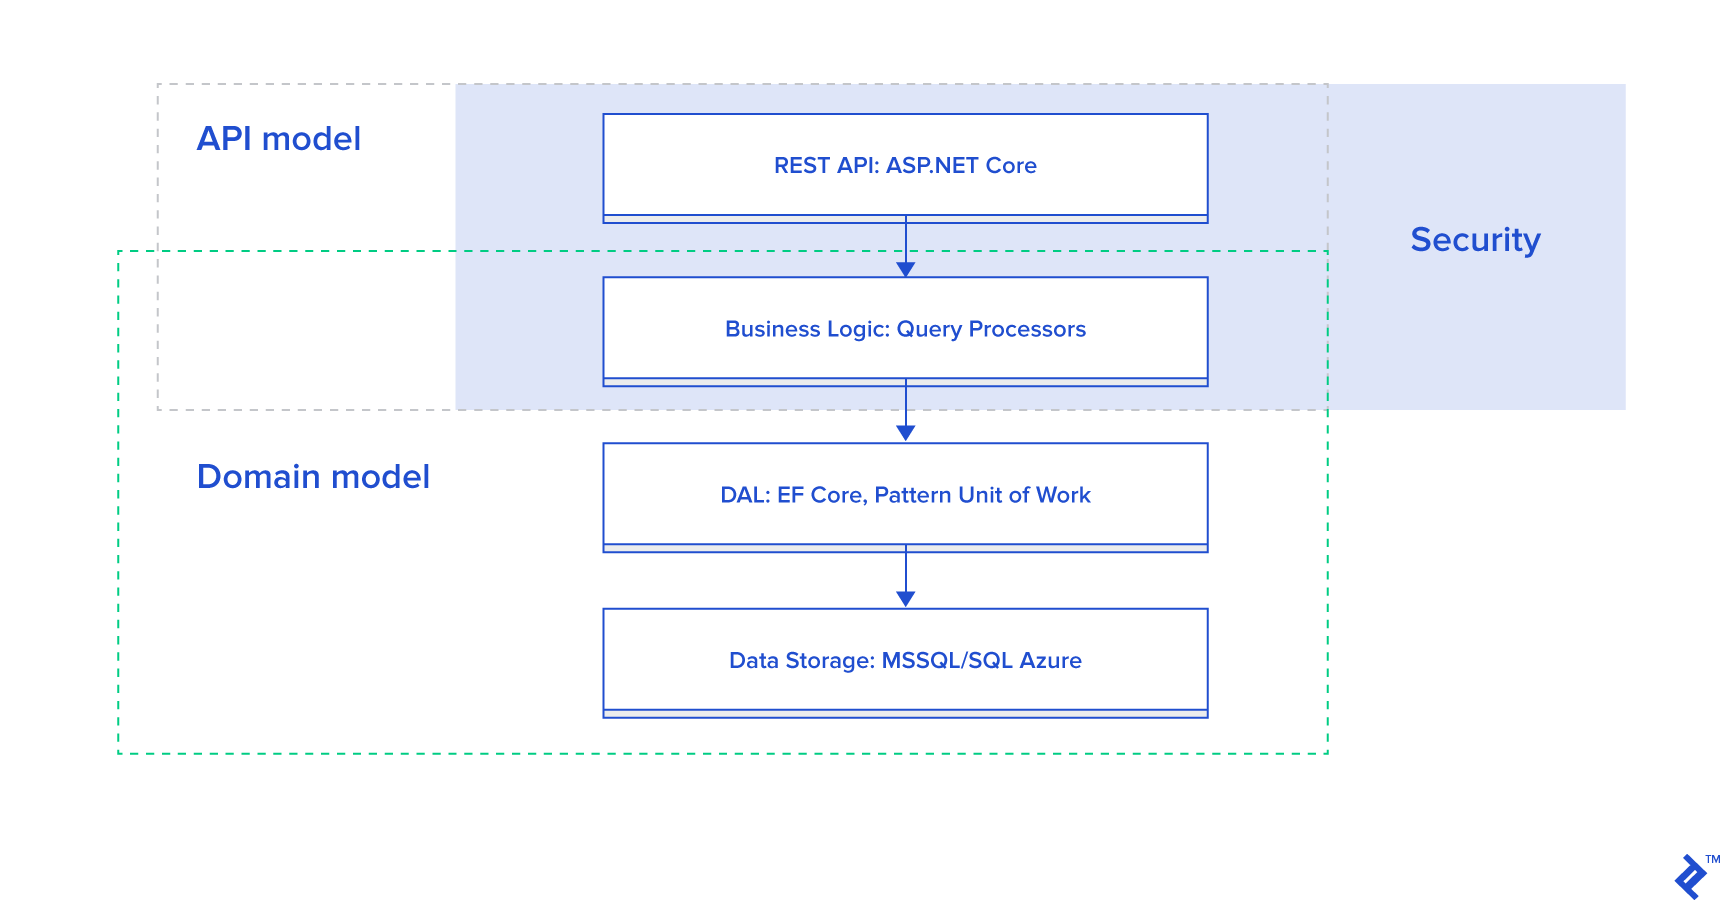 API model
REST API: ASP.NET Core
Security
Business Logic: Query Processors
Domain model
DAL: EF Core, Pattern Unit of Work
Data Storage: MSSQL/SQL Azure
TM